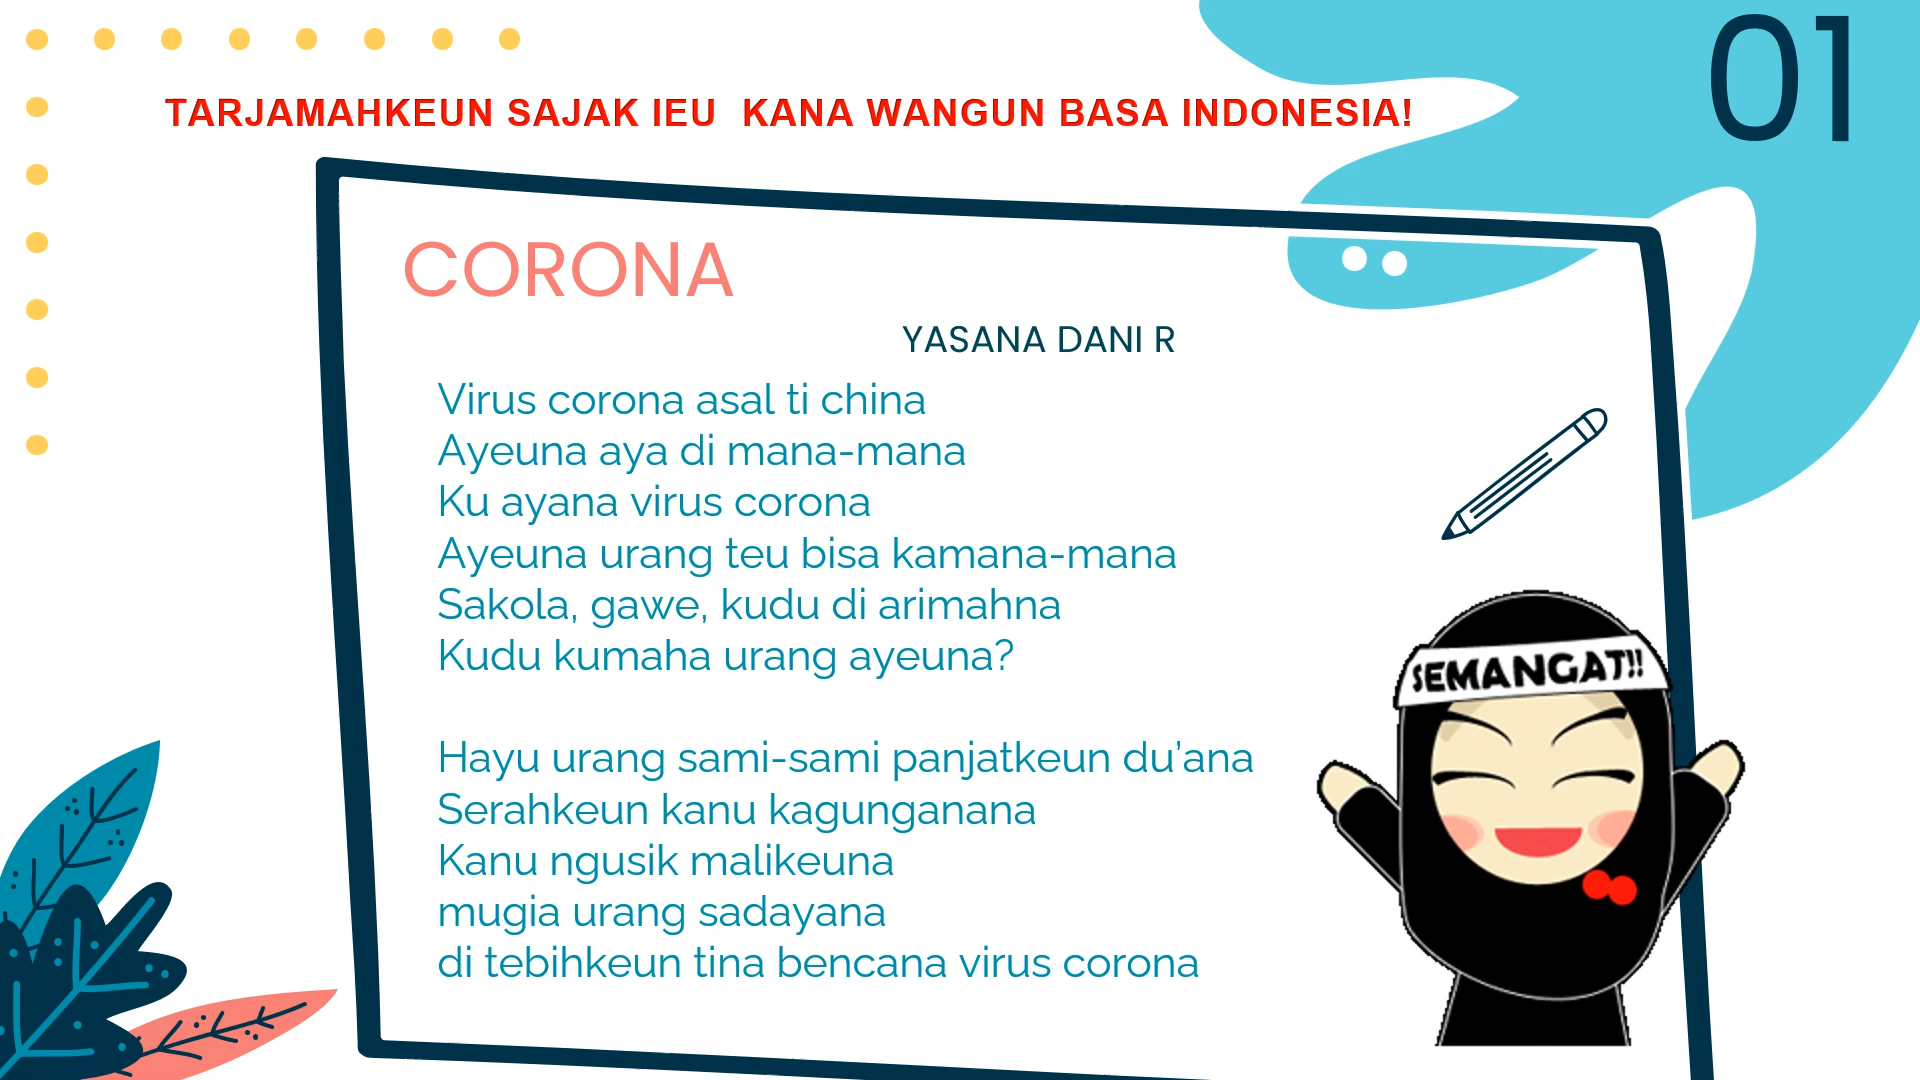 01
TARJAMAHKEUN SAJAK IEU KANA WANGUN BASA INDONESIA!
CORONA
YASANA DANI R
Virus corona asal ti china
Ayeuna aya di mana-mana
Ku ayana virus corona
Ayeuna urang teu bisa kamana-mana
Sakola, gawe, kudu di arimahna
Kudu kumaha urang ayeuna?
Hayu urang sami-sami panjatkeun du’ana
Serahkeun kanu kagunganana
Kanu ngusik malikeuna
mugia urang sadayana
di tebihkeun tina bencana virus corona
SEMANGAT!!